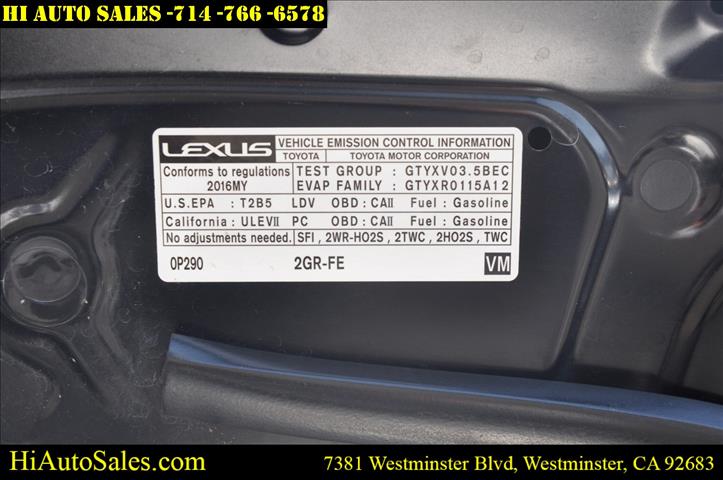 HI AUTO SALES -714 -766 -6578
LEXUS VEHICLE EMISSION CONTROL INFORMATION
TOYOTA TOYOTA MOTOR CORPORATION
Conforms to regulations TEST GROUP : GTYXV03.5BEC
2016MY EVAP FAMILY : GTYXR0115A12
U.S.EPA : T2B5 LDV OBD : CAII Fuel : Gasoline
California : ULEVII PC OBD : CAII Fuel : Gasoline
No adjustments needed. SFI , 2WR-HO2S , 2TWC , 2HO2S , TWC
0P290 2GR-FE VM
HiAutoSales.com 7381 Westminster Blvd, Westminster, CA 92683